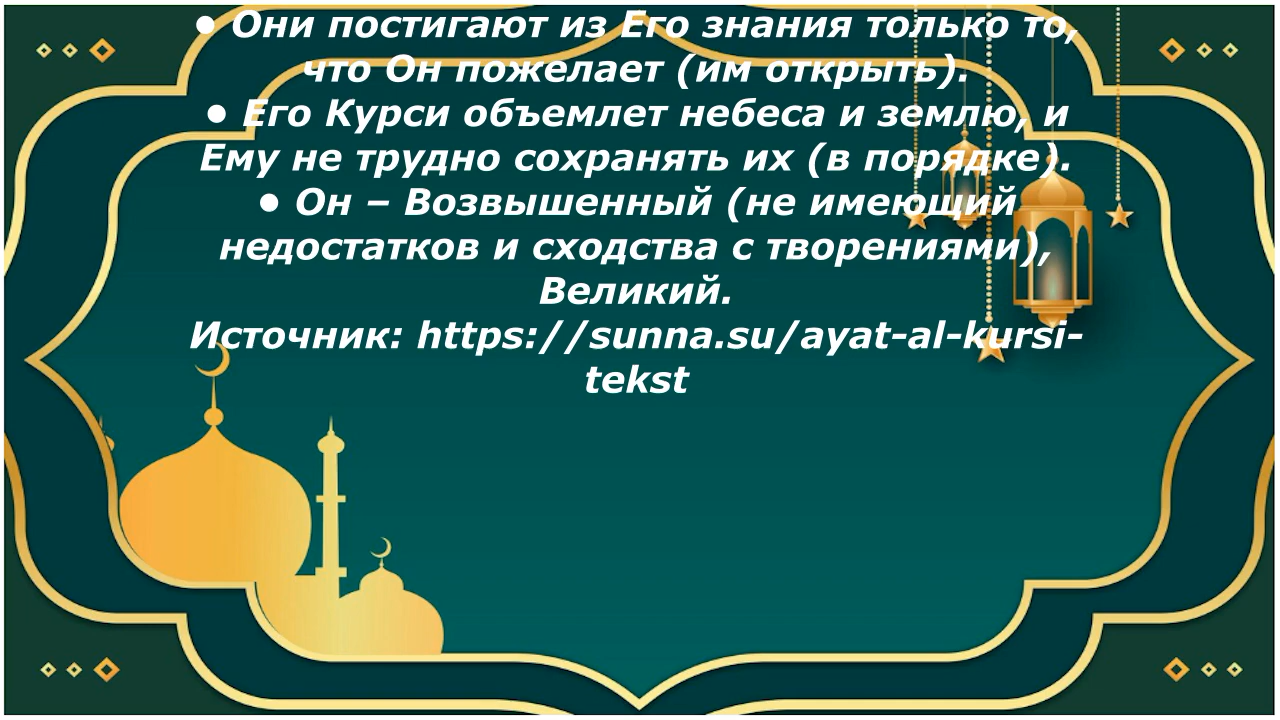 ● Они постигают из Его знания только то,
что Он пожелает (им открыть).
● Его Курси объемлет небеса и землю, и
Ему не трудно сохранять их (в порядке).
● Он – Возвышенный (не имеющий
недостатков и сходства с творениями),
Великий.
Источник: https://sunna.su/ayat-al-kursi-
tekst